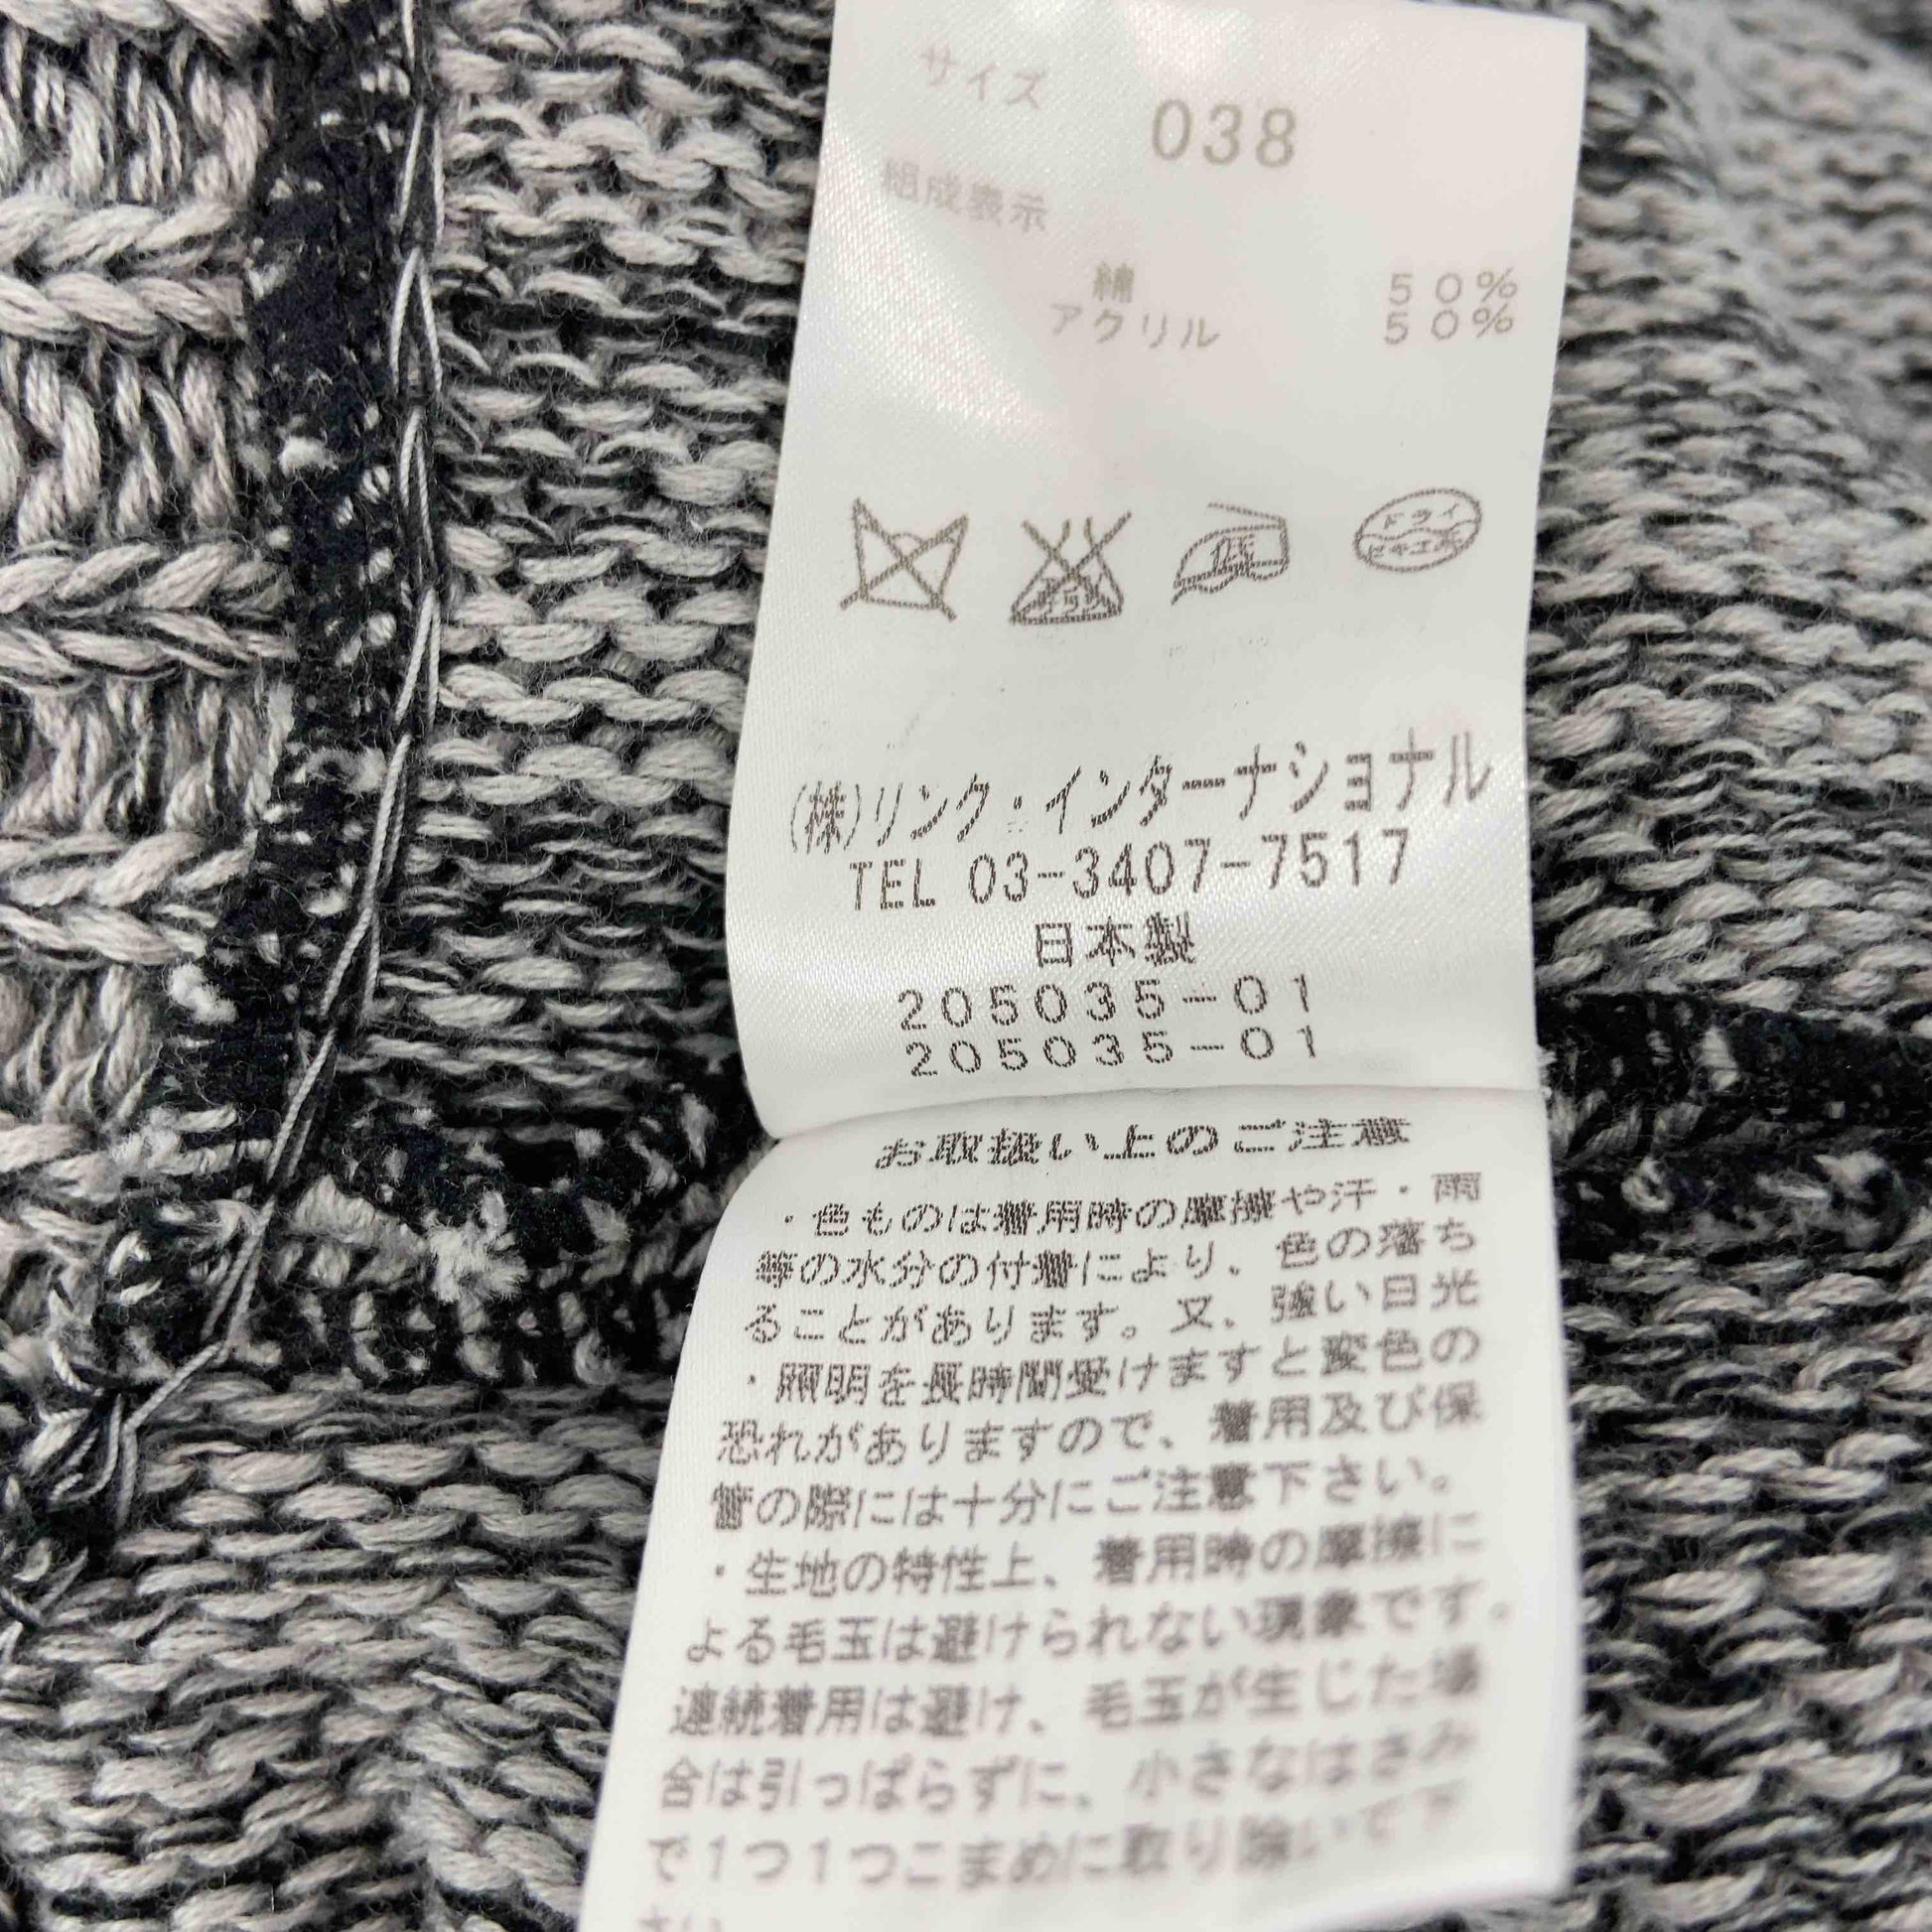 サイズ 038
組成表示
綿 50%
アクリル 50%
低
ドライ
(株)リンク・インターナショナル
TEL 03-3407-7517
日本製
205035-01
205035-01
お取扱い上のご注意
・色ものは着用時の摩擦や汗・雨
等の水分の付着により、色の落ち
ることがあります。又、強い日光
・照明を長時間受けますと変色の
恐れがありますので、着用及び保
管の際には十分にご注意下さい。
・生地の特性上、着用時の摩擦に
よる毛玉は避けられない現象です。
連続着用は避け、毛玉が生じた場
合は引っぱらずに、小さなはさみ
で1つ1つこまめに取り除いて下
さい